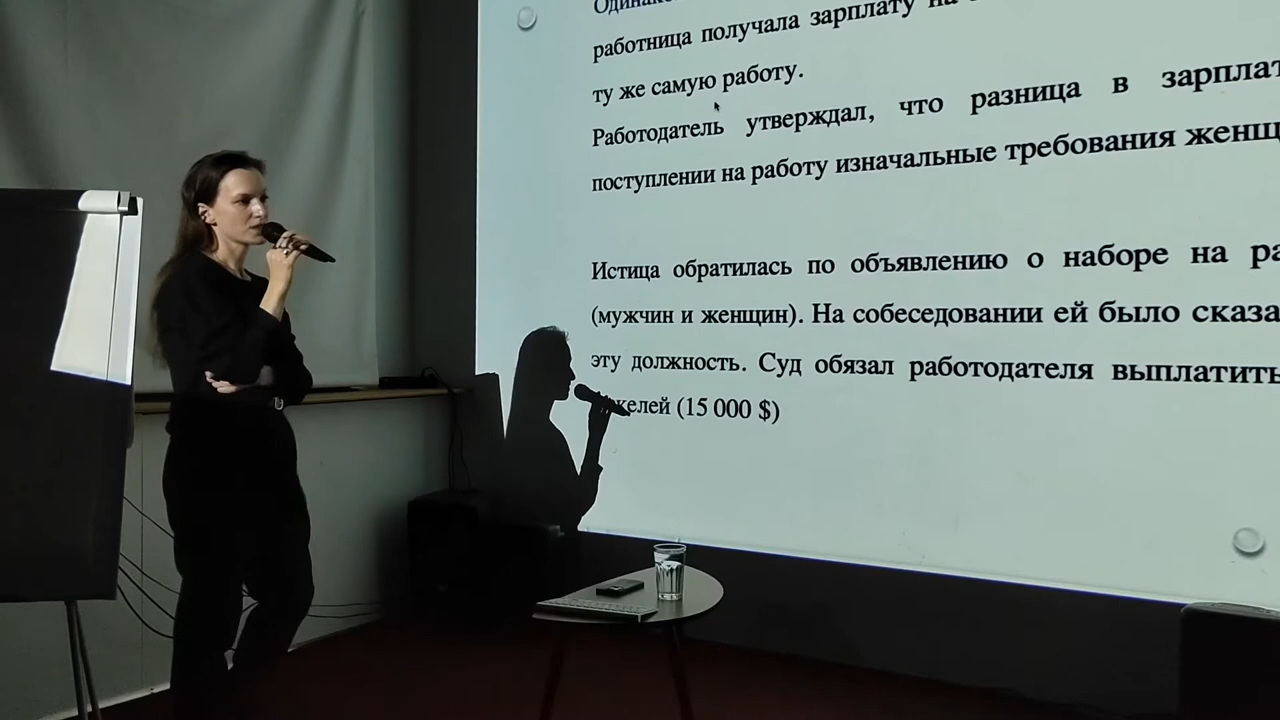 работница получала зарплату на
ту же самую работу.
Работодатель утверждал, что разница в зарплат
поступлении на работу изначальные требования женщ
Истица обратилась по объявлению о наборе на ра
(мужчин и женщин). На собеседовании ей было сказа
эту должность. Суд обязал работодателя выплатить
келей (15 000 $)